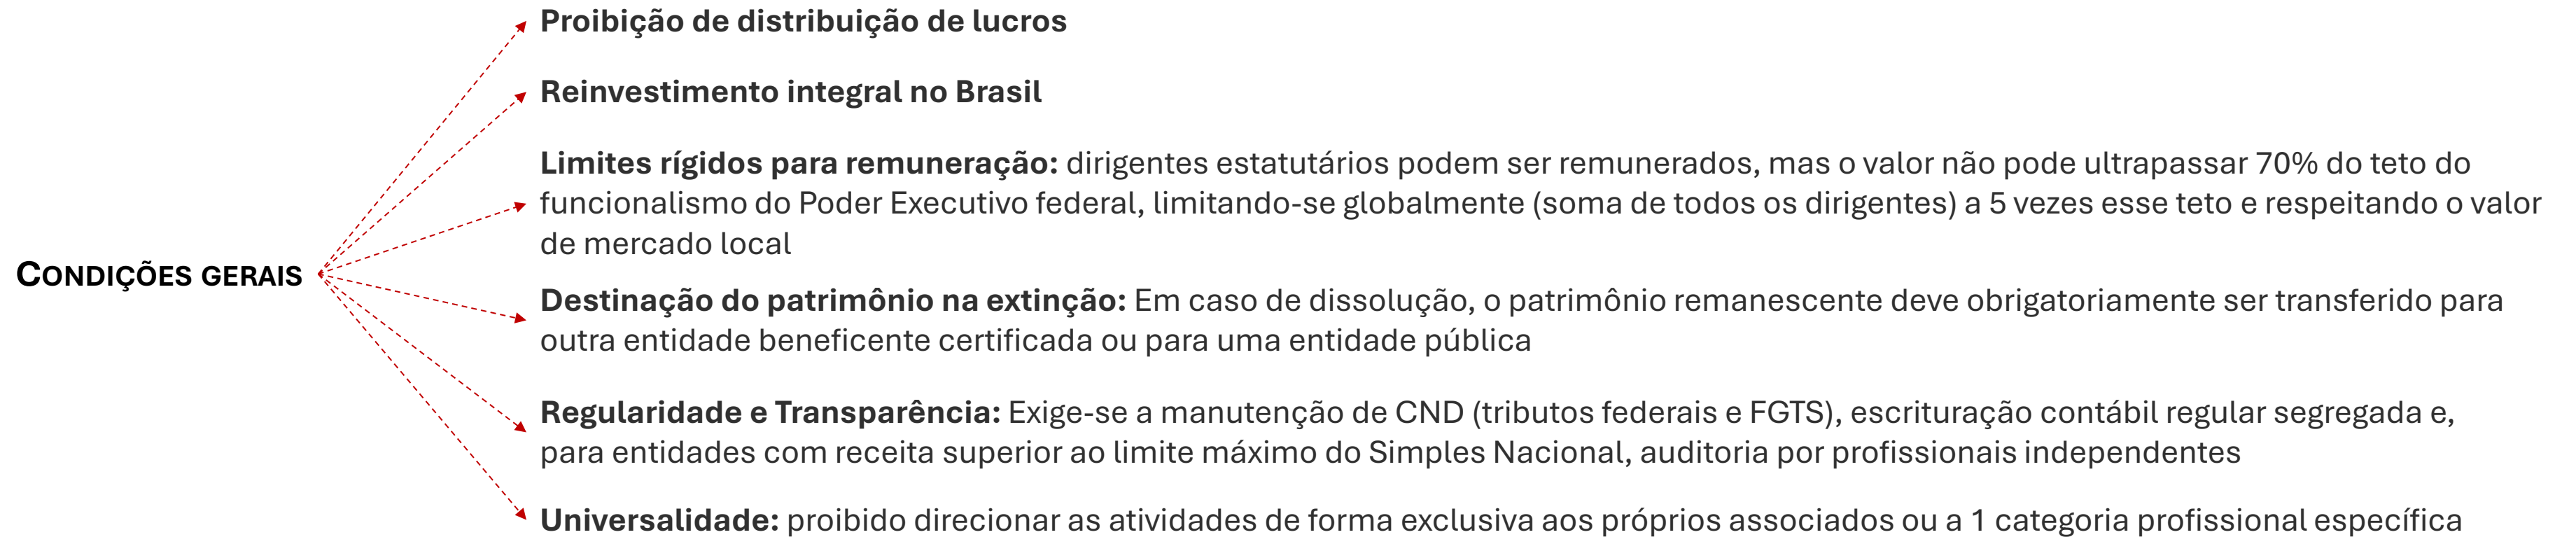 Proibição de distribuição de lucros
Reinvestimento integral no Brasil
Limites rígidos para remuneração: dirigentes estatutários podem ser remunerados, mas o valor não pode ultrapassar 70% do teto do
funcionalismo do Poder Executivo federal, limitando-se globalmente (soma de todos os dirigentes) a 5 vezes esse teto e respeitando o valor
de mercado local
CONDIÇÕES GERAIS
Destinação do patrimônio na extinção: Em caso de dissolução, o patrimônio remanescente deve obrigatoriamente ser transferido para
outra entidade beneficente certificada ou para uma entidade pública
Regularidade e Transparência: Exige-se a manutenção de CND (tributos federais e FGTS), escrituração contábil regular segregada e,
para entidades com receita superior ao limite máximo do Simples Nacional, auditoria por profissionais independentes
Universalidade: proibido direcionar as atividades de forma exclusiva aos próprios associados ou a 1 categoria profissional específica